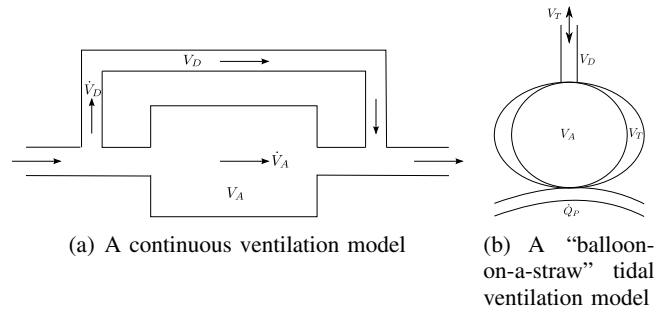 V_D
V̇_D
V̇_A
V_A
(a) A continuous ventilation model
V_T
V_D
V_A
V_T
Q̇_P
(b) A “balloon-
on-a-straw” tidal
ventilation model